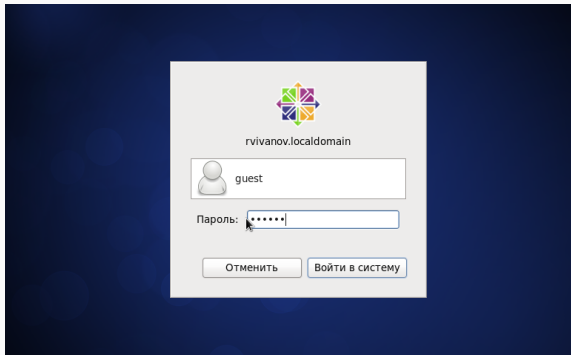 rvivanov.localdomain
guest
Пароль: ••••••
Отменить Войти в систему